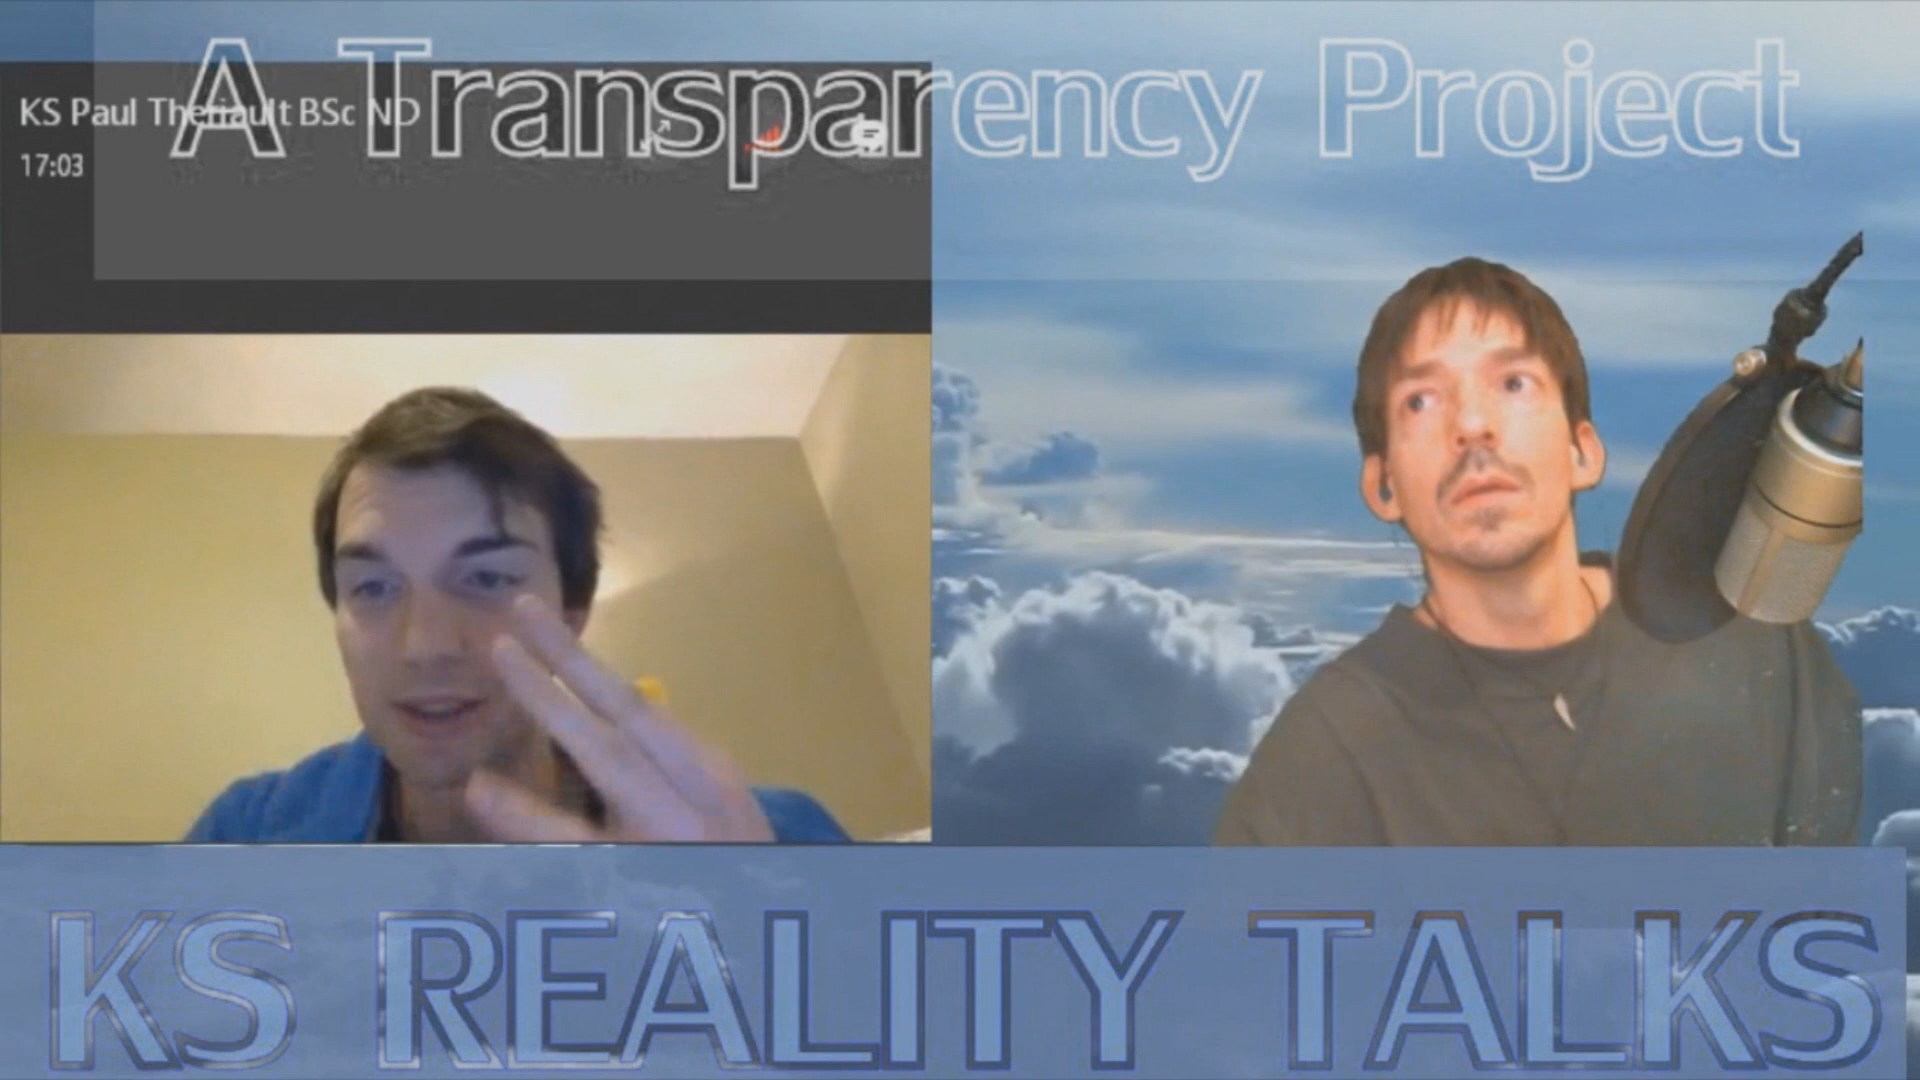 A Transparency Project
KS Paul Theriault BSc ND
17:03
KS REALITY TALKS